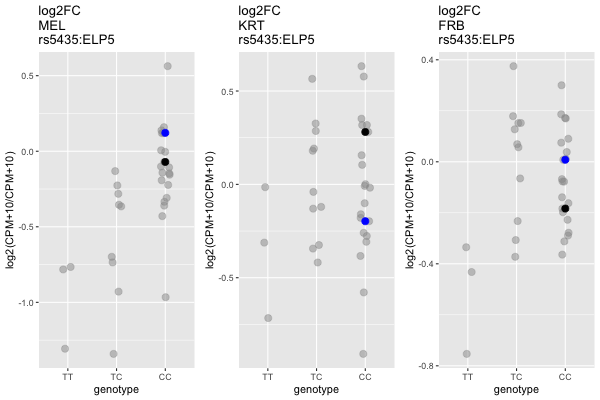 log2FC
MEL
rs5435:ELP5
log2(CPM+10/CPM+10)
0.5
0.0
-0.5
-1.0
TT TC CC
genotype
log2FC
KRT
rs5435:ELP5
log2(CPM+10/CPM+10)
0.5
0.0
-0.5
TT TC CC
genotype
log2FC
FRB
rs5435:ELP5
log2(CPM+10/CPM+10)
0.4
0.0
-0.4
-0.8
TT TC CC
genotype